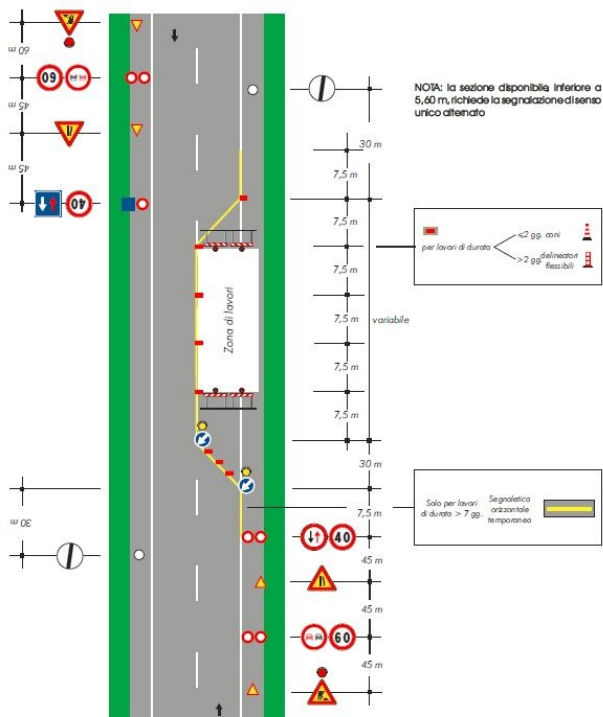 60 m
60
45 m
45 m
40
NOTA: la sezione disponibile, inferiore a
5,60 m, richiede la segnalazione di senso
unico alternato
30 m
7,5 m
7,5 m
7,5 m
7,5 m
7,5 m
7,5 m
variabile
per lavori di durata
⩽2 gg. coni
>2 gg. delineatori
flessibili
Zona di lavori
30 m
30 m
7,5 m
Solo per lavori
di durata > 7 gg.
Segnaletica
orizzontale
temporanea
40
45 m
45 m
60
45 m